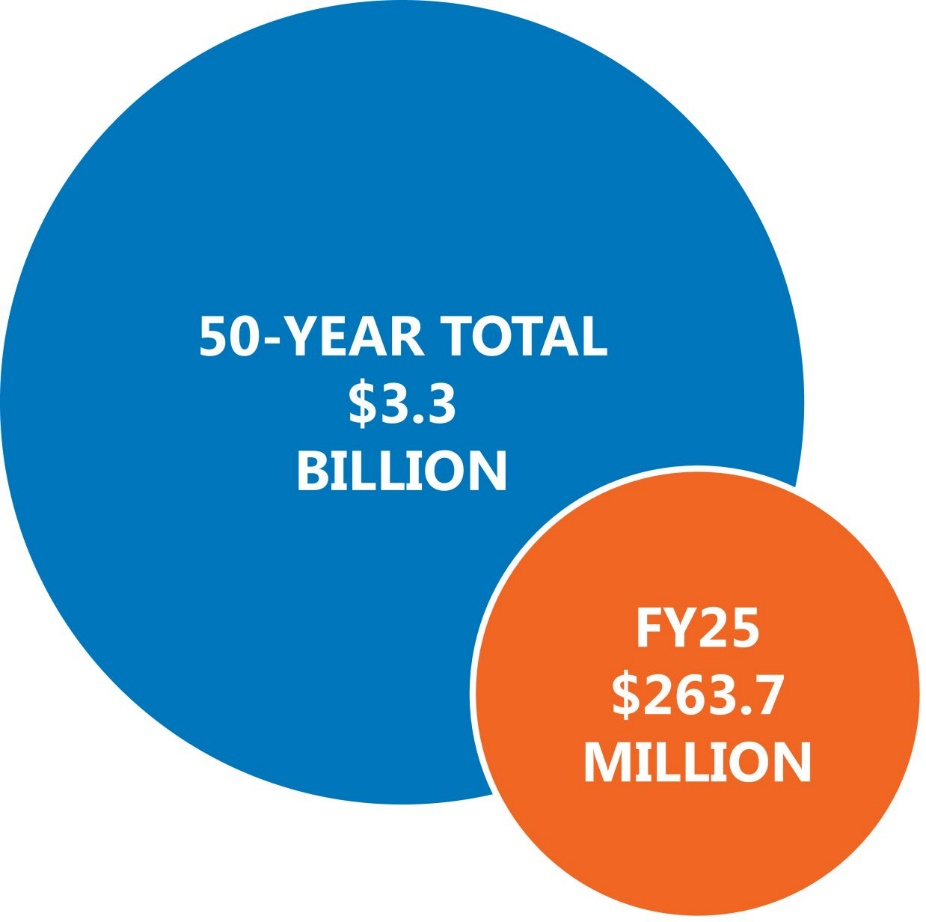 50-YEAR TOTAL
$3.3
BILLION
FY25
$263.7
MILLION